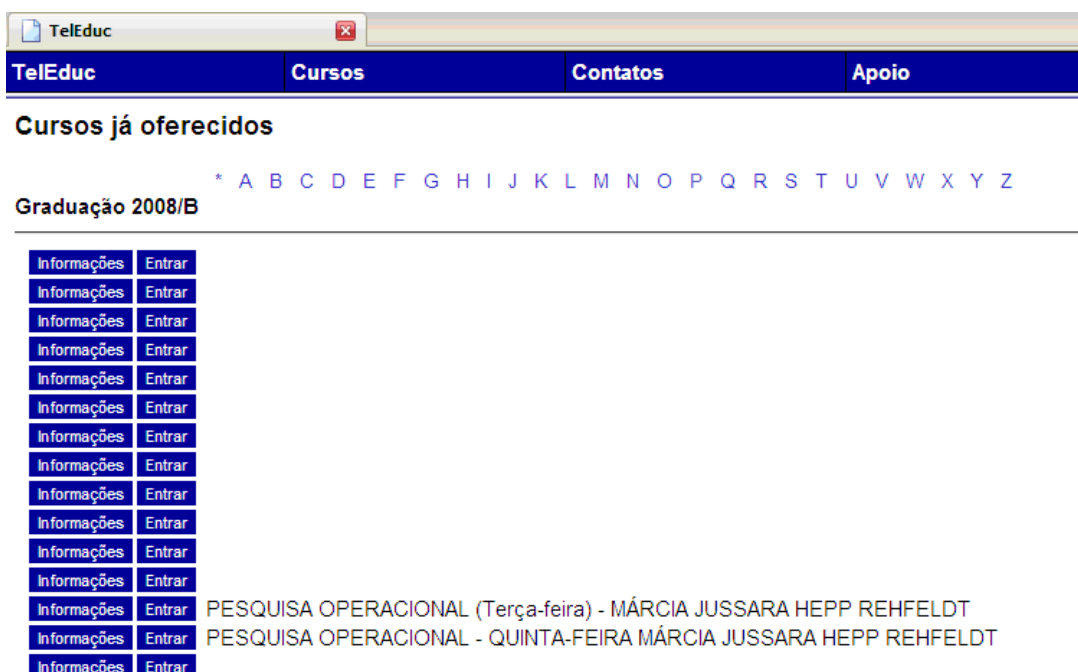 TelEduc
TelEduc Cursos Contatos Apoio
Cursos já oferecidos
* A B C D E F G H I J K L M N O P Q R S T U V W X Y Z
Graduação 2008/B
Informações Entrar
Informações Entrar
Informações Entrar
Informações Entrar
Informações Entrar
Informações Entrar
Informações Entrar
Informações Entrar
Informações Entrar
Informações Entrar
Informações Entrar
Informações Entrar
Informações Entrar PESQUISA OPERACIONAL (Terça-feira) - MÁRCIA JUSSARA HEPP REHFELDT
Informações Entrar PESQUISA OPERACIONAL - QUINTA-FEIRA MÁRCIA JUSSARA HEPP REHFELDT
Informações Entrar